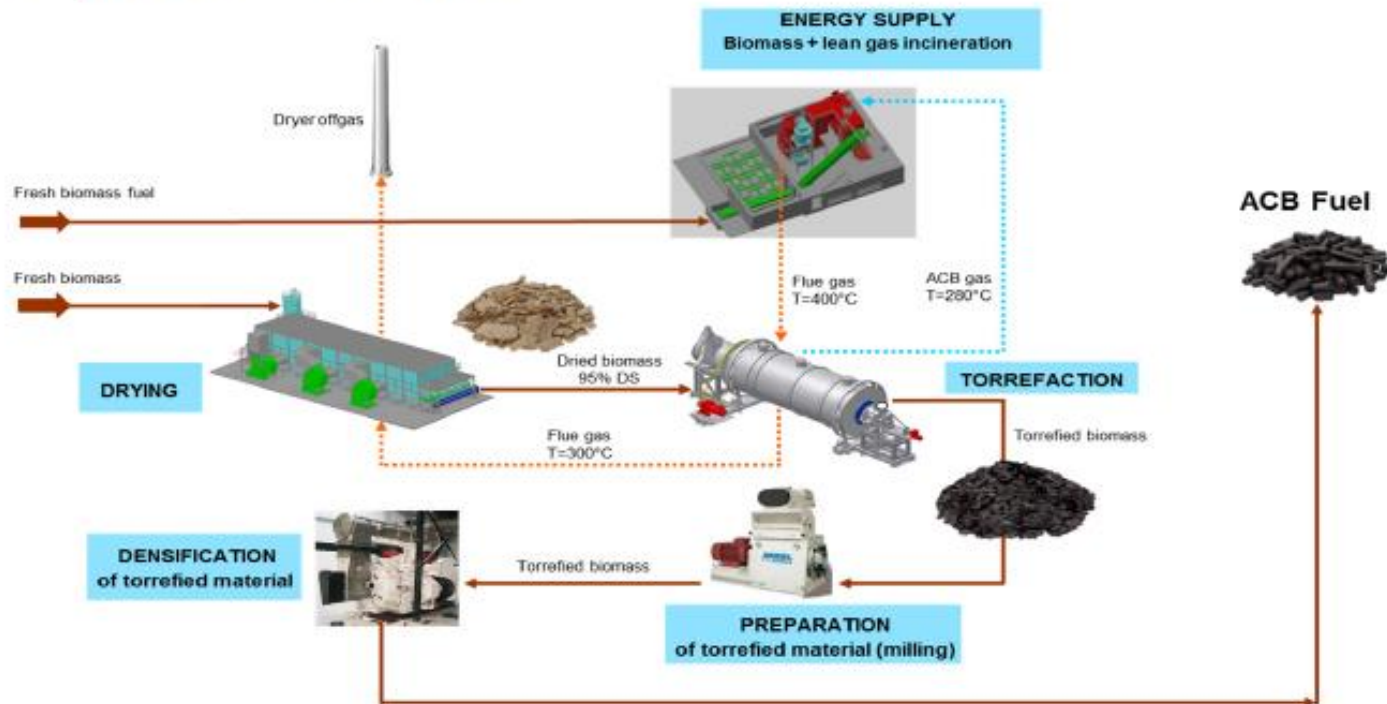 ENERGY SUPPLY
Biomass + lean gas incineration
Dryer offgas
Fresh biomass fuel
ACB Fuel
Fresh biomass
Flue gas
T=400°C
ACB gas
T=280°C
Dried biomass
95% DS
DRYING
TORREFACTION
Flue gas
T=300°C
Torrefied biomass
DENSIFICATION
of torrefied material
Torrefied biomass
PREPARATION
of torrefied material (milling)